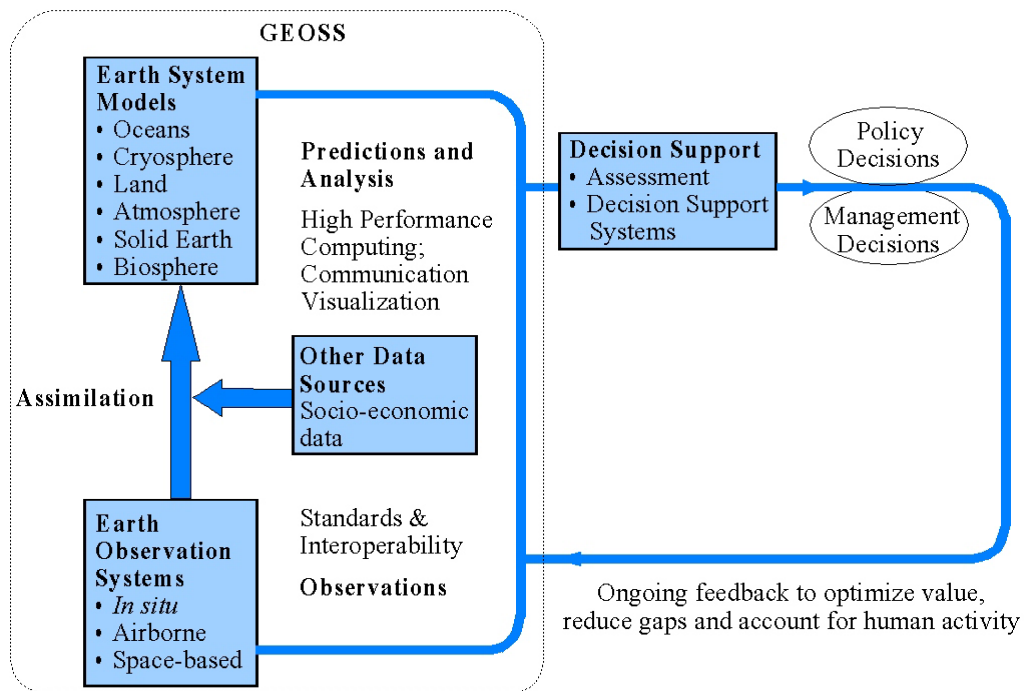 GEOSS
Earth System
Models
• Oceans
• Cryosphere
• Land
• Atmosphere
• Solid Earth
• Biosphere
Predictions and
Analysis
High Performance
Computing;
Communication
Visualization
Other Data
Sources
Socio-economic
data
Assimilation
Earth
Observation
Systems
• In situ
• Airborne
• Space-based
Standards &
Interoperability
Observations
Decision Support
• Assessment
• Decision Support
Systems
Policy
Decisions
Management
Decisions
Ongoing feedback to optimize value,
reduce gaps and account for human activity